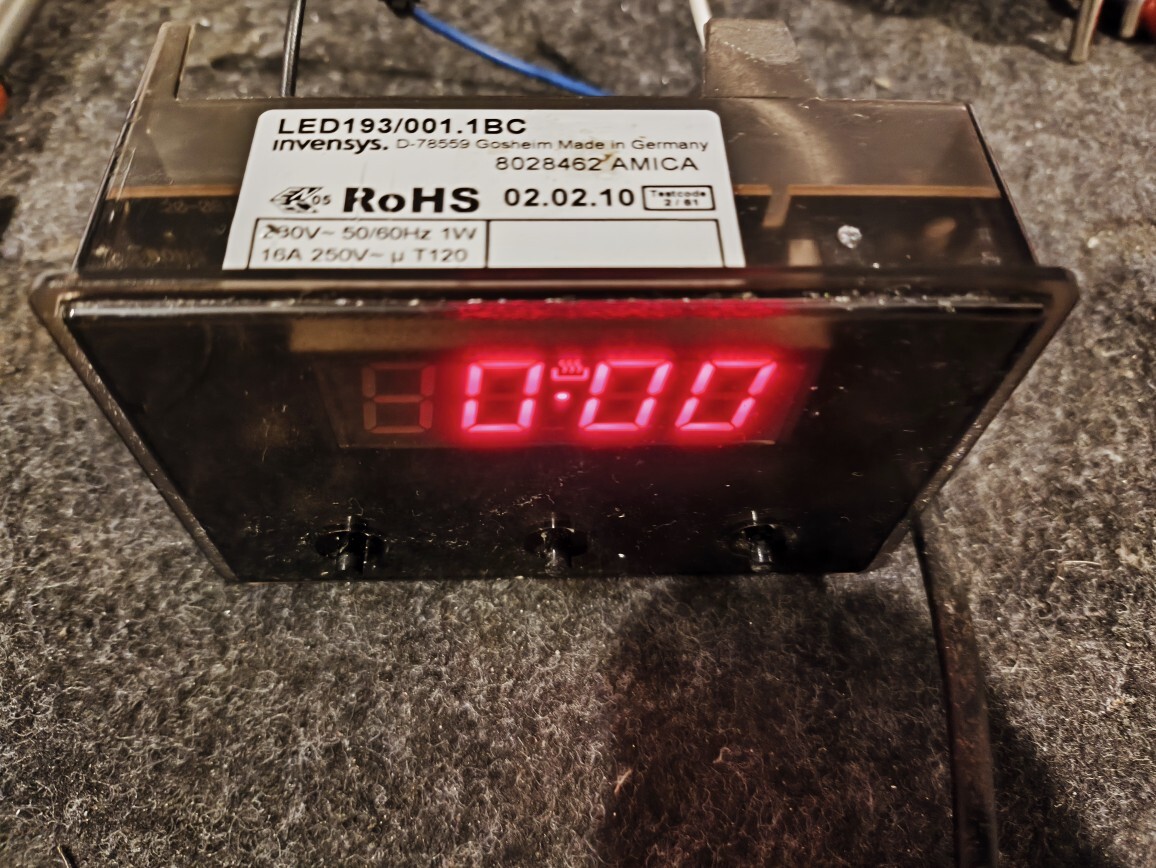 LED193/001.1BC
invensys. D-78559 Gosheim Made in Germany
8028462 AMICA
05 RoHS 02.02.10 Testcode
2 / 81
230V~ 50/60Hz 1W
16A 250V~ µ T120
0:00